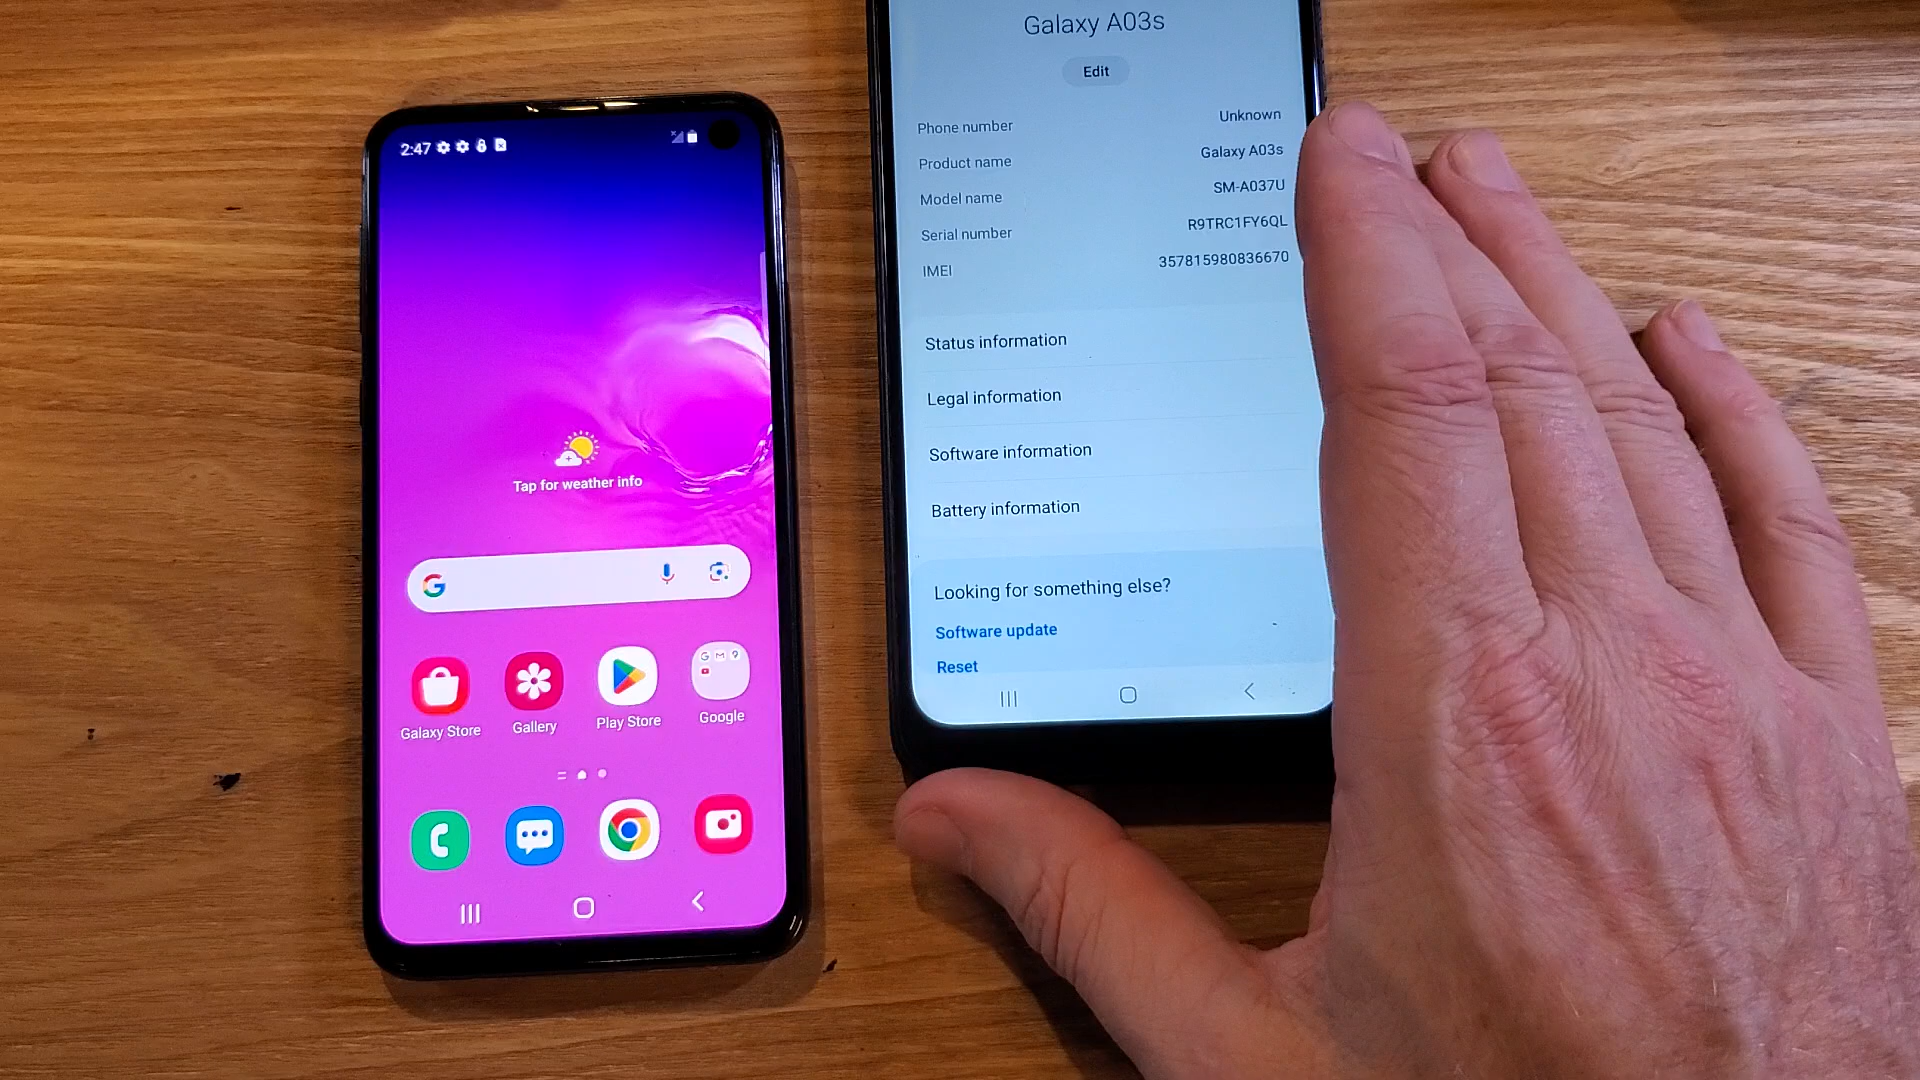 2:47
Tap for weather info
G
Galaxy Store
Gallery
Play Store
Google
Galaxy A03s
Edit
Phone number Unknown
Product name Galaxy A03s
Model name SM-A037U
Serial number R9TRC1FY6QL
IMEI 357815980836670
Status information
Legal information
Software information
Battery information
Looking for something else?
Software update
Reset